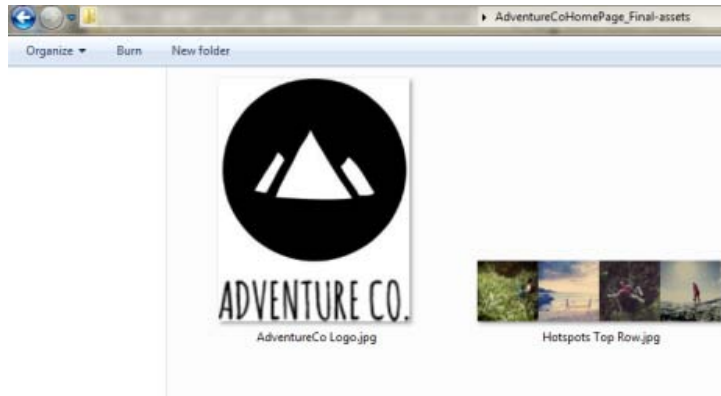 AdventureCoHomePage_Final-assets
Organize Burn New folder
ADVENTURE CO.
AdventureCo Logo.jpg
Hotspots Top Row.jpg